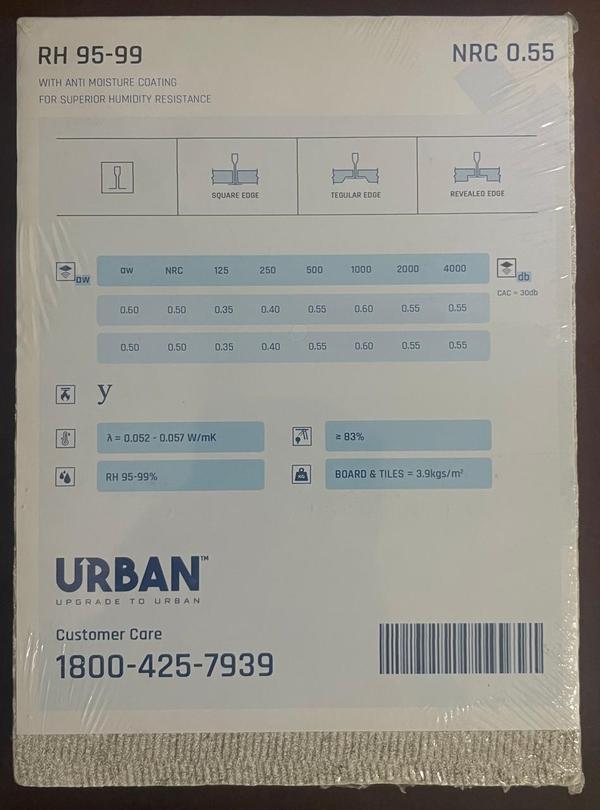 RH 95-99
NRC 0.55
WITH ANTI MOISTURE COATING
FOR SUPERIOR HUMIDITY RESISTANCE
SQUARE EDGE
TEGULAR EDGE
REVEALED EDGE
αw
αw NRC 125 250 500 1000 2000 4000
db
CAC = 30db
0.60 0.50 0.35 0.40 0.55 0.60 0.55 0.55
0.50 0.50 0.35 0.40 0.55 0.60 0.55 0.55
y
λ = 0.052 - 0.057 W/mK
≥ 83%
RH 95-99%
KG
BOARD & TILES = 3.9kgs/m²
URBAN™
UPGRADE TO URBAN
Customer Care
1800-425-7939